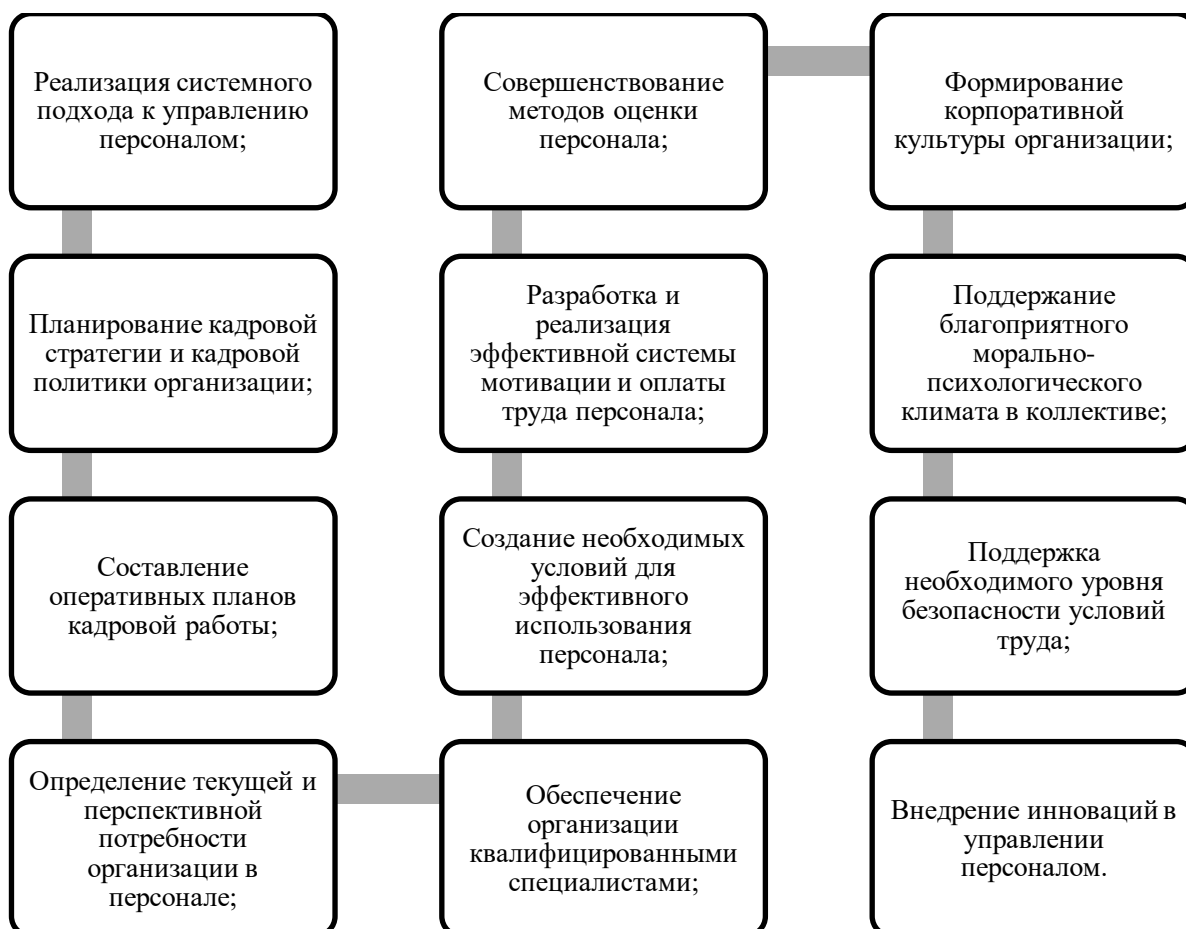 Реализация системного
подхода к управлению
персоналом;
Планирование кадровой
стратегии и кадровой
политики организации;
Составление
оперативных планов
кадровой работы;
Определение текущей и
перспективной
потребности
организации в
персонале;
Обеспечение
организации
квалифицированными
специалистами;
Создание необходимых
условий для
эффективного
использования
персонала;
Разработка и
реализация
эффективной системы
мотивации и оплаты
труда персонала;
Совершенствование
методов оценки
персонала;
Формирование
корпоративной
культуры организации;
Поддержание
благоприятного
морально-
психологического
климата в коллективе;
Поддержка
необходимого уровня
безопасности условий
труда;
Внедрение инноваций в
управлении
персоналом.